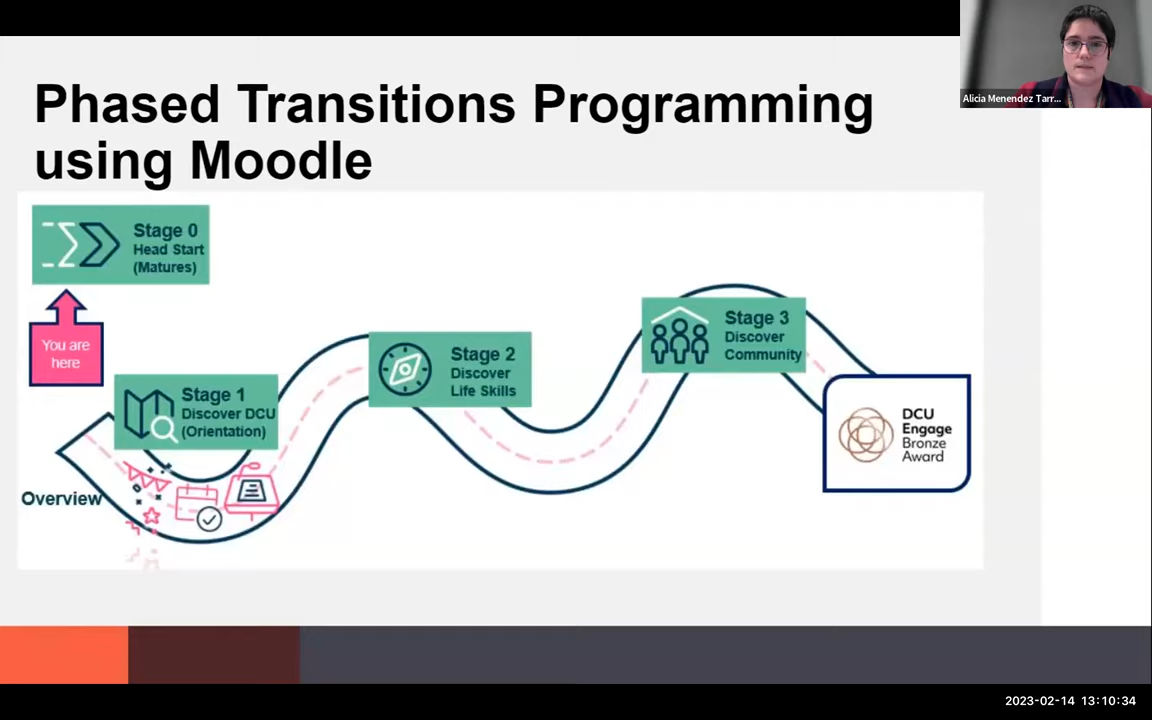 Phased Transitions Programming
using Moodle
Alicia Menendez Tarr...
Stage 0
Head Start
(Matures)
You are
here
Stage 1
Discover DCU
(Orientation)
Overview
Stage 2
Discover
Life Skills
Stage 3
Discover
Community
DCU
Engage
Bronze
Award
2023-02-14 13:10:34